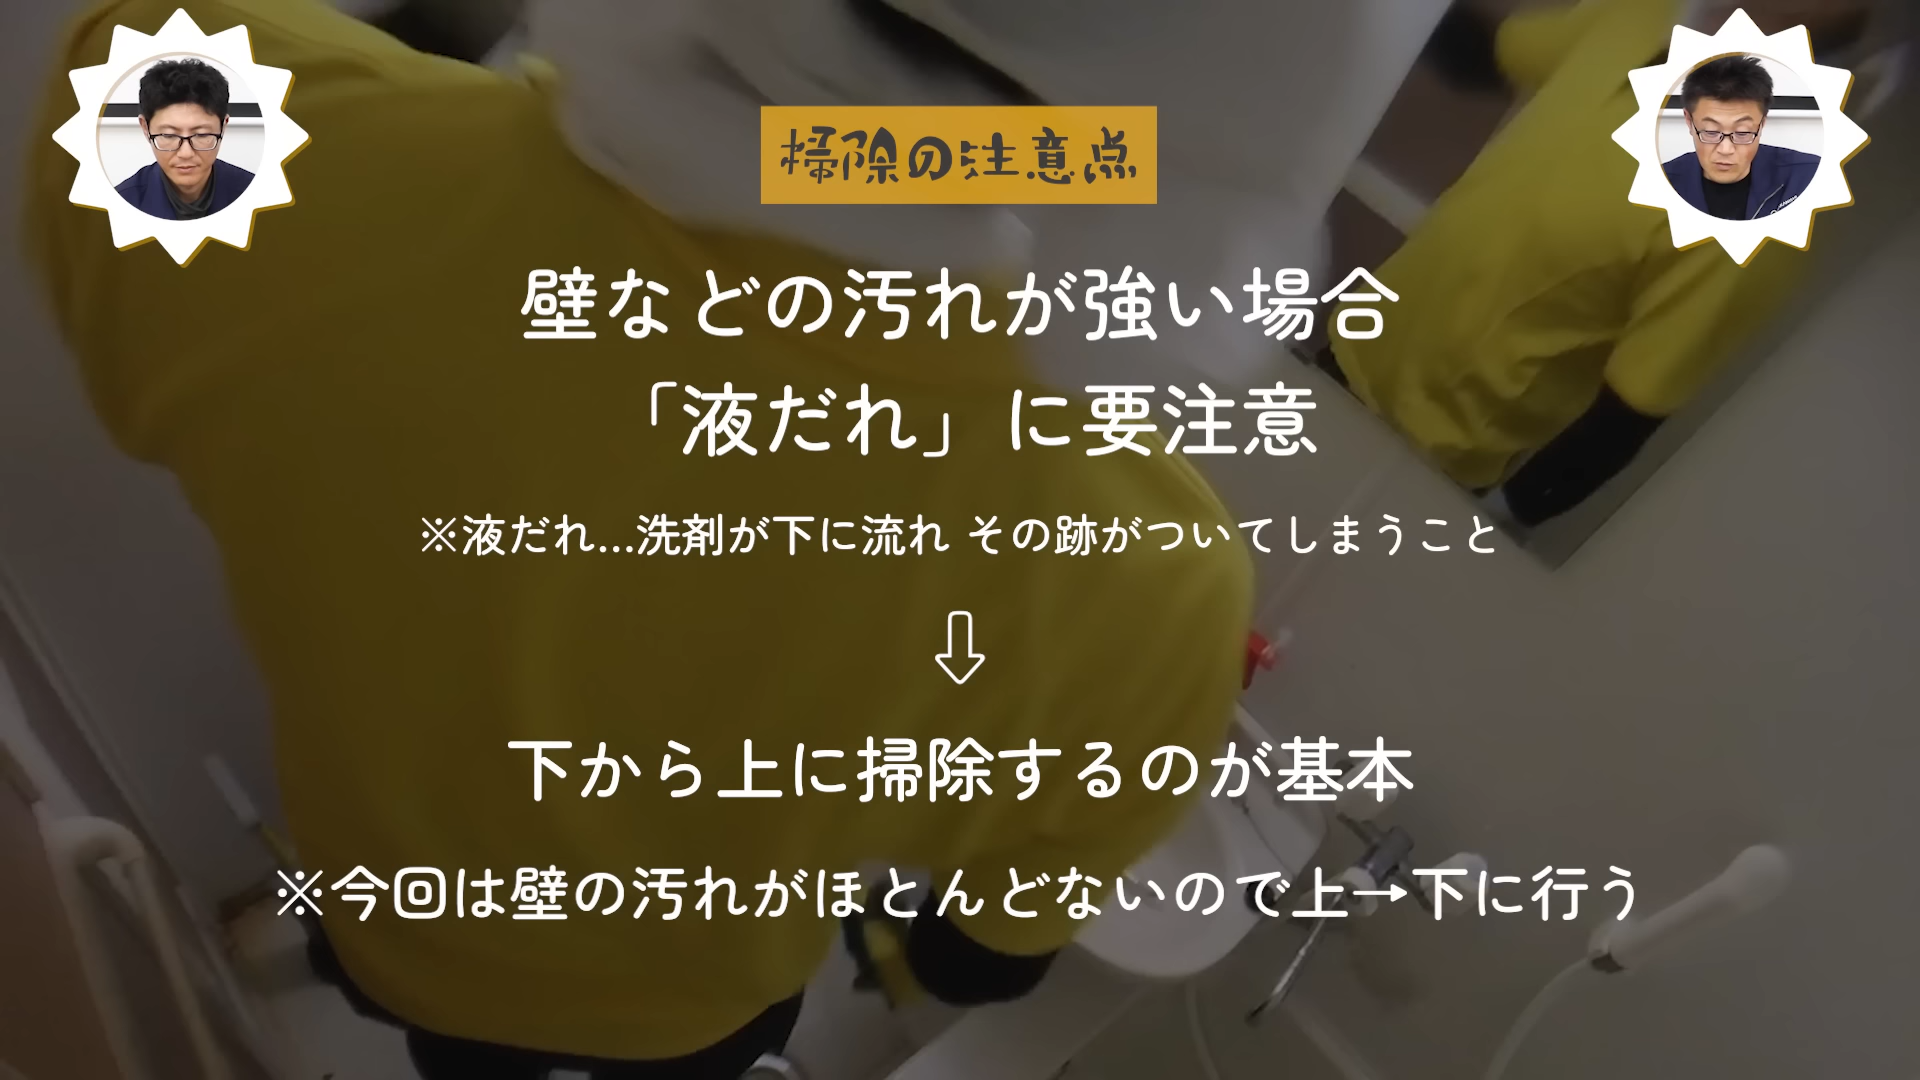 掃除の注意点
壁などの汚れが強い場合
「液だれ」に要注意
※液だれ…洗剤が下に流れ その跡がついてしまうこと
⇩
下から上に掃除するのが基本
※今回は壁の汚れがほとんどないので上→下に行う